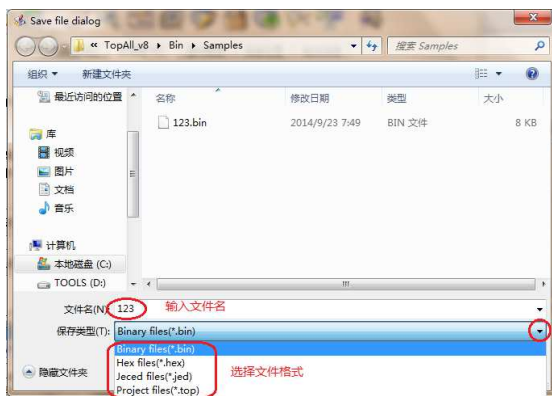 Save file dialog
« TopAll_v8 ▸ Bin ▸ Samples
搜索 Samples
组织 新建文件夹
最近访问的位置
名称 修改日期 类型 大小
123.bin 2014/9/23 7:49 BIN 文件 8 KB
库
视频
图片
文档
音乐
计算机
本地磁盘 (C:)
TOOLS (D:)
文件名(N): 123 输入文件名
保存类型(T): Binary files(*.bin)
Binary files(*.bin)
Hex files(*.hex)
Jeced files(*.jed)
Project files(*.top)
选择文件格式
隐藏文件夹